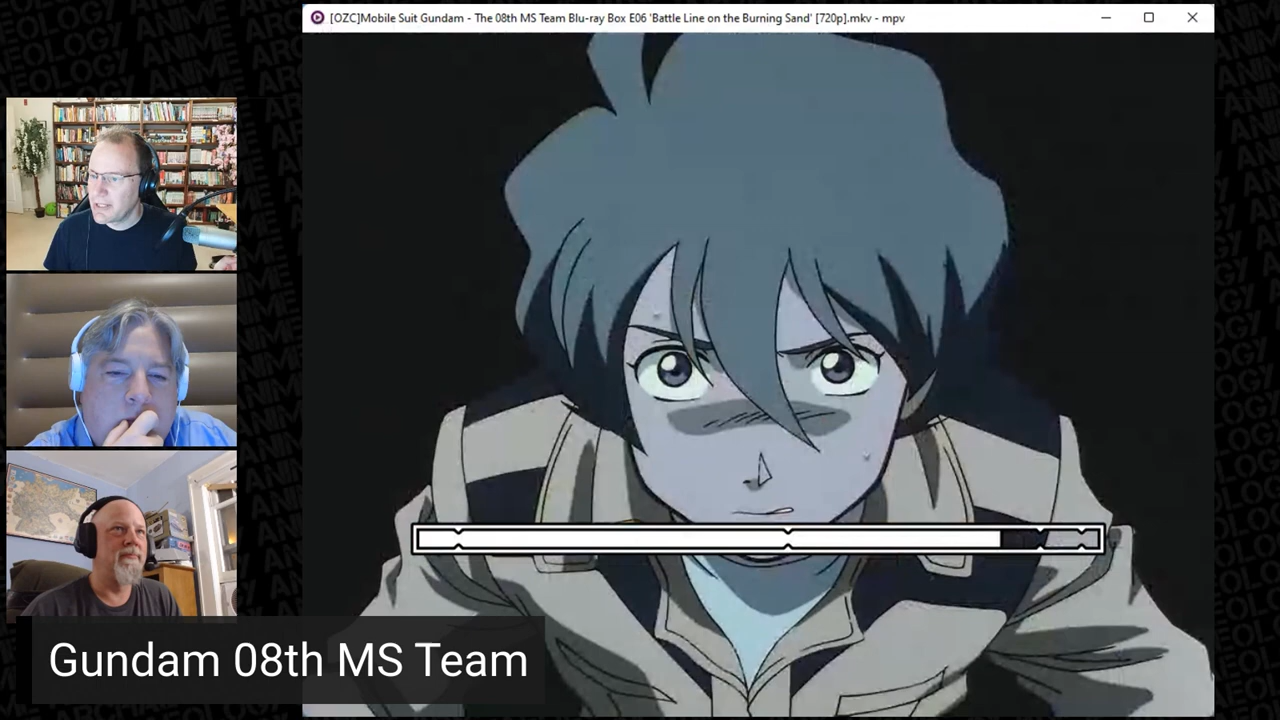 [OZC]Mobile Suit Gundam - The 08th MS Team Blu-ray Box E06 'Battle Line on the Burning Sand' [720p].mkv - mpv
Gundam 08th MS Team